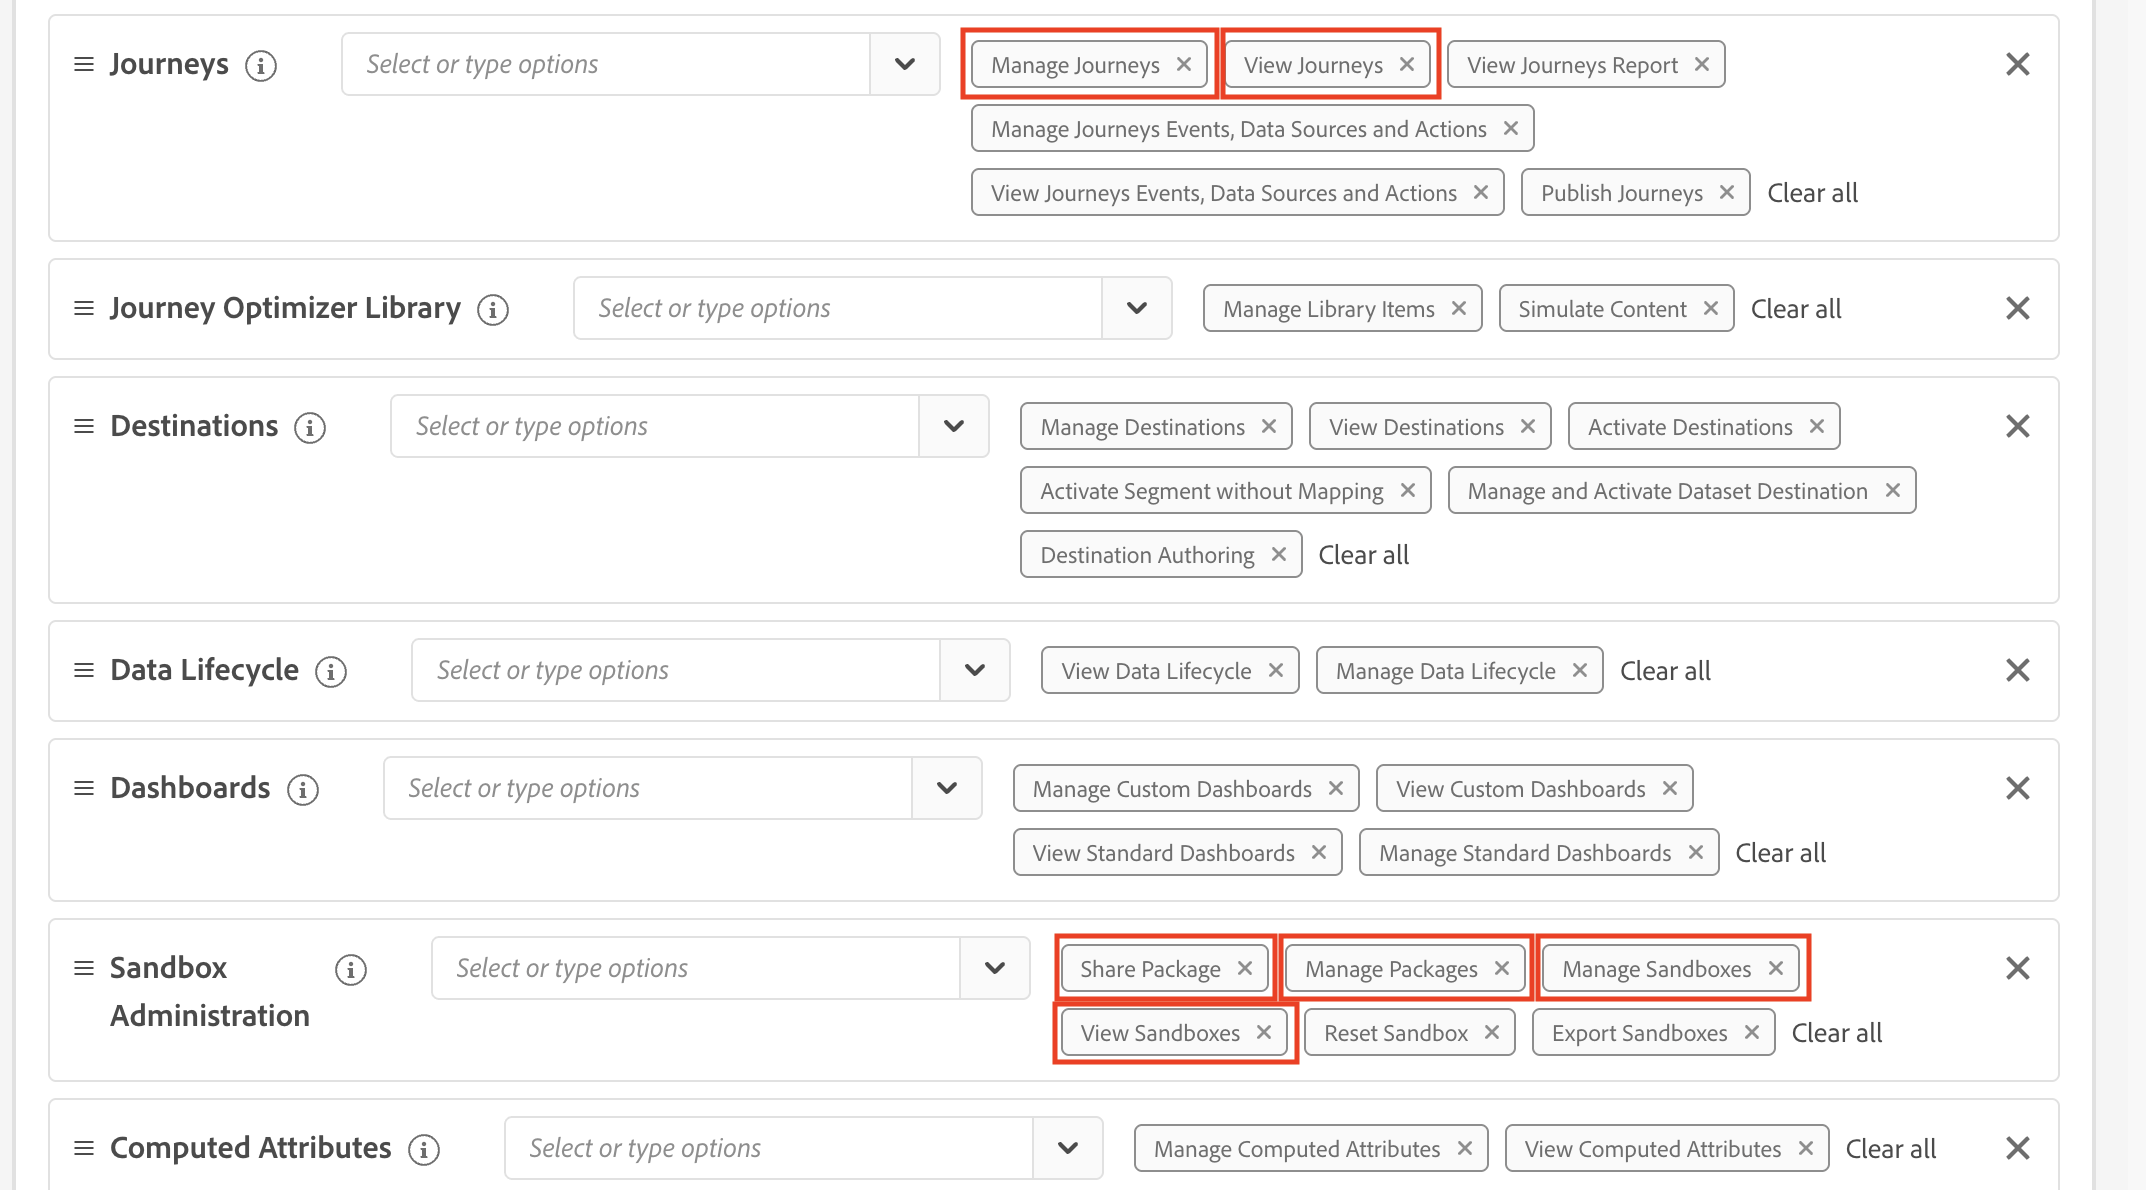 Journeys Select or type options Manage Journeys View Journeys View Journeys Report
Manage Journeys Events, Data Sources and Actions
View Journeys Events, Data Sources and Actions Publish Journeys Clear all
Journey Optimizer Library Select or type options Manage Library Items Simulate Content Clear all
Destinations Select or type options Manage Destinations View Destinations Activate Destinations
Activate Segment without Mapping Manage and Activate Dataset Destination
Destination Authoring Clear all
Data Lifecycle Select or type options View Data Lifecycle Manage Data Lifecycle Clear all
Dashboards Select or type options Manage Custom Dashboards View Custom Dashboards
View Standard Dashboards Manage Standard Dashboards Clear all
Sandbox Select or type options Share Package Manage Packages Manage Sandboxes
Administration View Sandboxes Reset Sandbox Export Sandboxes Clear all
Computed Attributes Select or type options Manage Computed Attributes View Computed Attributes Clear all